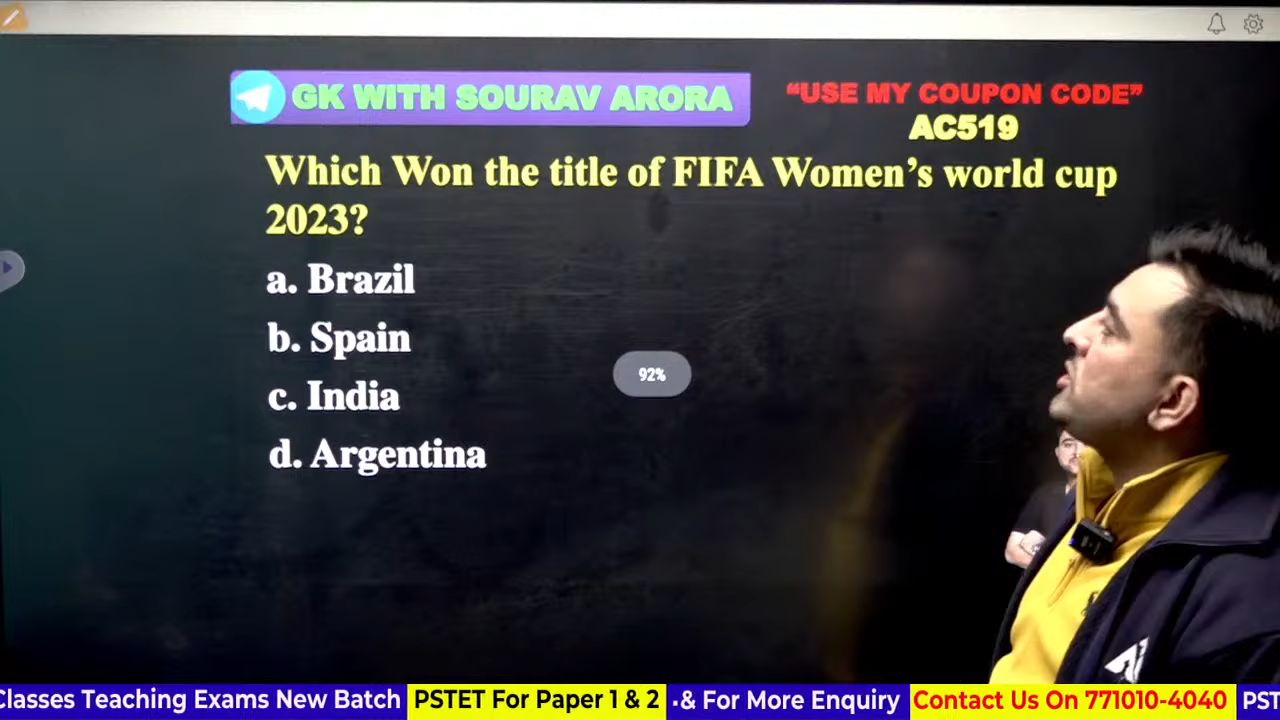 GK WITH SOURAV ARORA
“USE MY COUPON CODE”
AC519
Which Won the title of FIFA Women’s world cup
2023?
a. Brazil
b. Spain
92%
c. India
d. Argentina
Classes Teaching Exams New Batch PSTET For Paper 1 & 2 .& For More Enquiry Contact Us On 771010-4040 PST